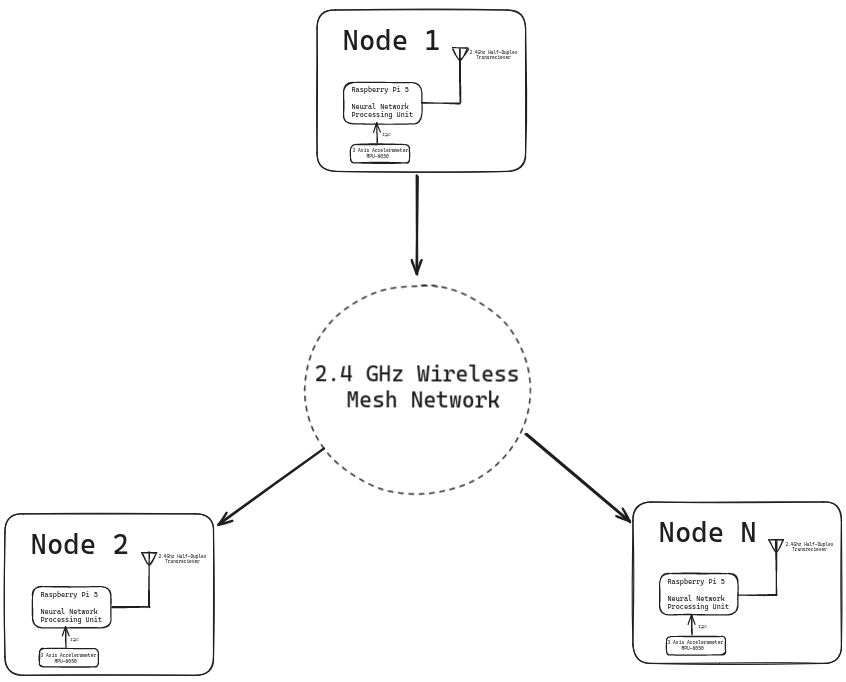 Node 1
2.4Ghz Half-Duplex
Transreciever
Raspberry Pi 5
Neural Network
Processing Unit
I2C
3 Axis Accelerometer
MPU-6050
2.4 GHz Wireless
Mesh Network
Node 2
2.4Ghz Half-Duplex
Transreciever
Raspberry Pi 5
Neural Network
Processing Unit
I2C
3 Axis Accelerometer
MPU-6050
Node N
2.4Ghz Half-Duplex
Transreciever
Raspberry Pi 5
Neural Network
Processing Unit
I2C
3 Axis Accelerometer
MPU-6050